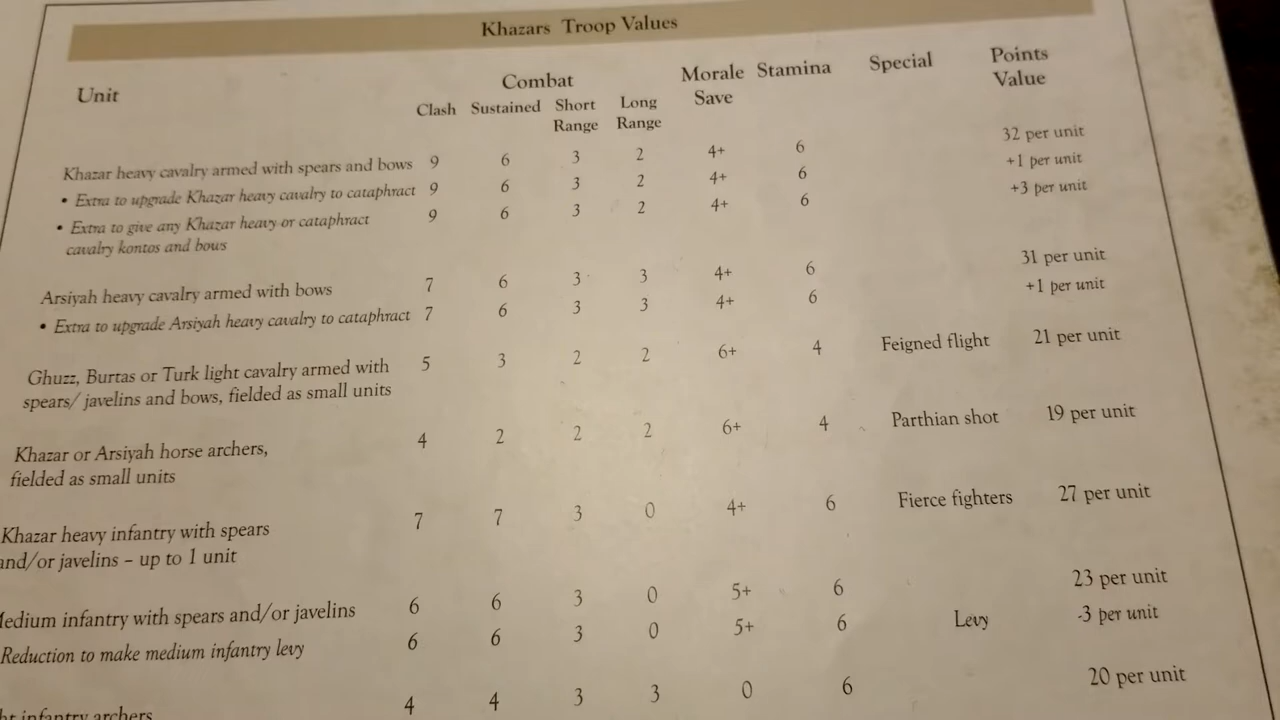 Khazars Troop Values
Unit Combat Morale Save Stamina Special Points Value
Clash Sustained Short Range Long Range
Khazar heavy cavalry armed with spears and bows 9 6 3 2 4+ 6 32 per unit
• Extra to upgrade Khazar heavy cavalry to cataphract 9 6 3 2 4+ 6 +1 per unit
• Extra to give any Khazar heavy or cataphract 9 6 3 2 4+ 6 +3 per unit
cavalry kontos and bows
Arsiyah heavy cavalry armed with bows 7 6 3 3 4+ 6 31 per unit
• Extra to upgrade Arsiyah heavy cavalry to cataphract 7 6 3 3 4+ 6 +1 per unit
Ghuzz, Burtas or Turk light cavalry armed with 5 3 2 2 6+ 4 Feigned flight 21 per unit
spears/ javelins and bows, fielded as small units
Khazar or Arsiyah horse archers, 4 2 2 2 6+ 4 Parthian shot 19 per unit
fielded as small units
Khazar heavy infantry with spears 7 7 3 0 4+ 6 Fierce fighters 27 per unit
and/or javelins – up to 1 unit
Medium infantry with spears and/or javelins 6 6 3 0 5+ 6 23 per unit
Reduction to make medium infantry levy 6 6 3 0 5+ 6 Levy -3 per unit
infantry archers 4 4 3 3 0 6 20 per unit